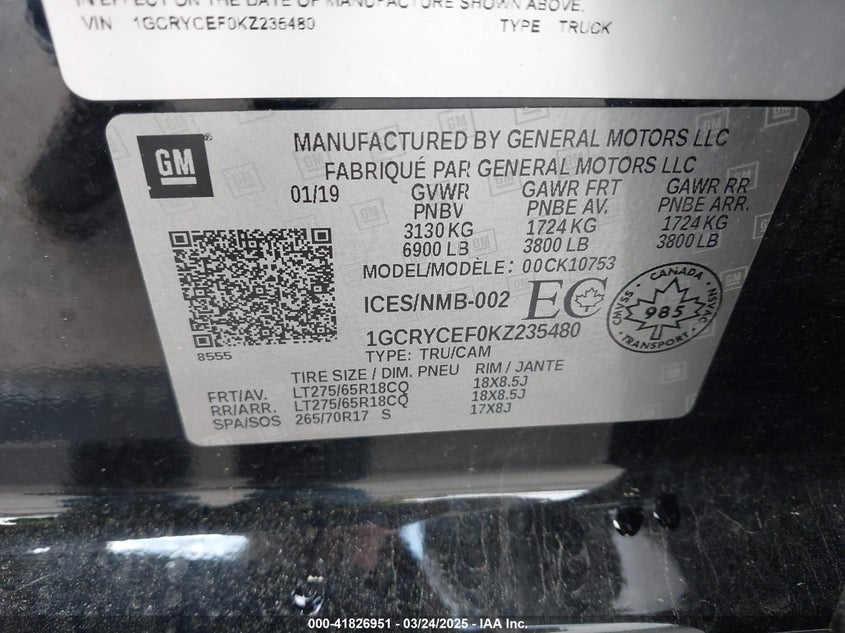 IN EFFECT ON THE DATE OF MANUFACTURE SHOWN ABOVE.
VIN 1GCRYCEF0KZ235480 TYPE TRUCK
GM
MANUFACTURED BY GENERAL MOTORS LLC
FABRIQUÉ PAR GENERAL MOTORS LLC
01/19 GVWR GAWR FRT GAWR RR
PNBV PNBE AV. PNBE ARR.
3130 KG 1724 KG 1724 KG
6900 LB 3800 LB 3800 LB
MODEL/MODÈLE: 00CK10753
ICES/NMB-002 EC
CANADA
SVAC/NSVAC
985
TRANSPORT
1GCRYCEF0KZ235480
8555
TYPE: TRU/CAM
TIRE SIZE / DIM. PNEU RIM / JANTE
FRT/AV. LT275/65R18CQ 18X8.5J
RR/ARR. LT275/65R18CQ 18X8.5J
SPA/SOS 265/70R17 S 17X8J
000-41826951 - 03/24/2025 - IAA Inc.